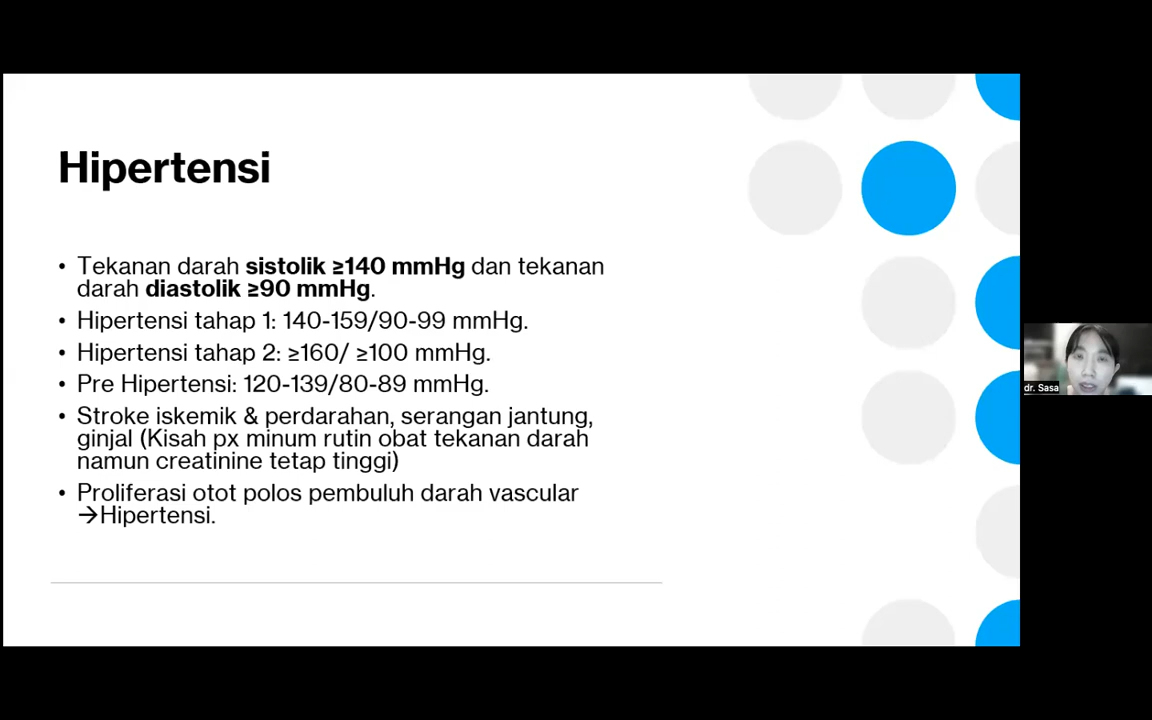 Hipertensi
• Tekanan darah sistolik ≥140 mmHg dan tekanan
darah diastolik ≥90 mmHg.
• Hipertensi tahap 1: 140-159/90-99 mmHg.
• Hipertensi tahap 2: ≥160/ ≥100 mmHg.
• Pre Hipertensi: 120-139/80-89 mmHg.
• Stroke iskemik & perdarahan, serangan jantung,
ginjal (Kisah px minum rutin obat tekanan darah
namun creatinine tetap tinggi)
• Proliferasi otot polos pembuluh darah vascular
→Hipertensi.
dr. Sasa